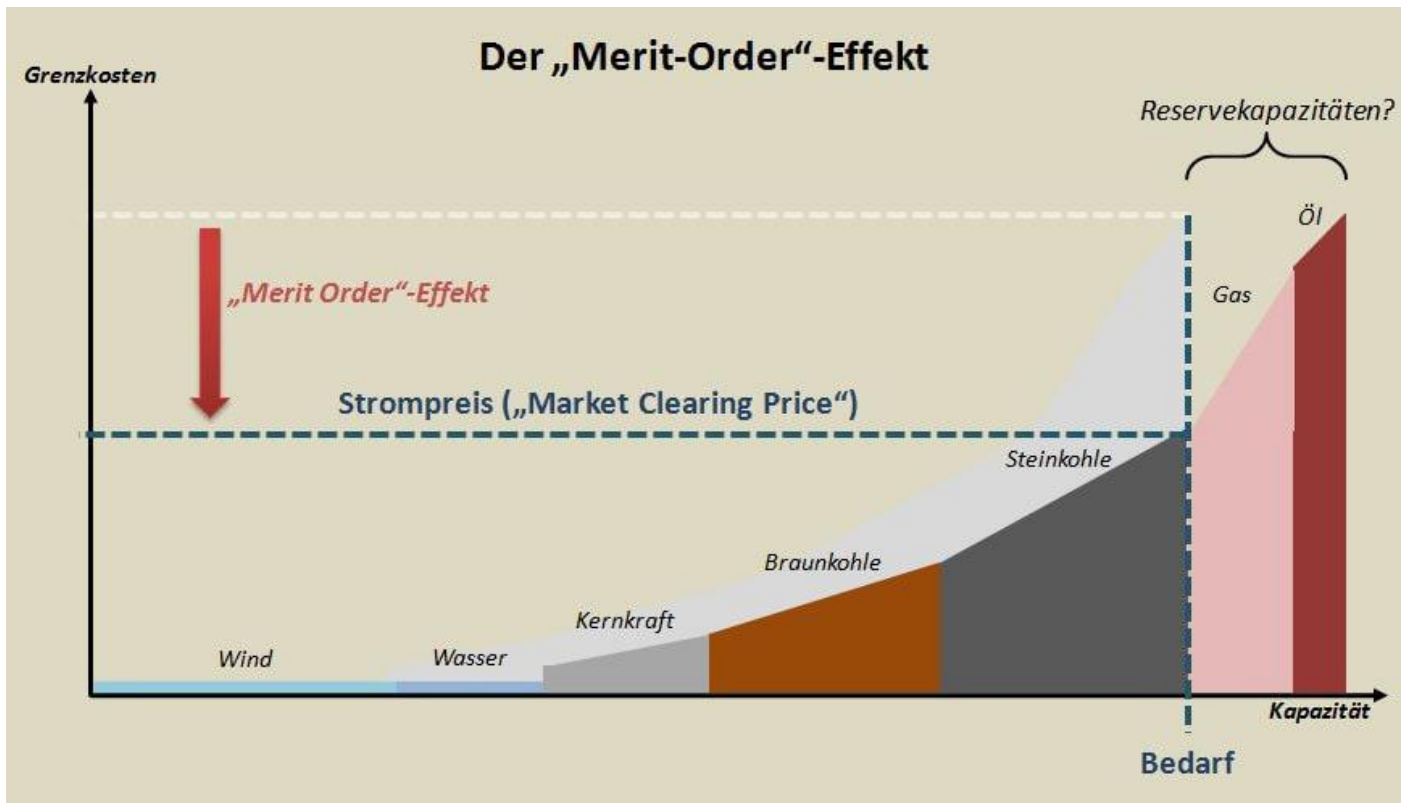 Der „Merit-Order“-Effekt
Grenzkosten
Reservekapazitäten?
Öl
Gas
„Merit Order“-Effekt
Strompreis („Market Clearing Price“)
Steinkohle
Braunkohle
Kernkraft
Wind
Wasser
Kapazität
Bedarf